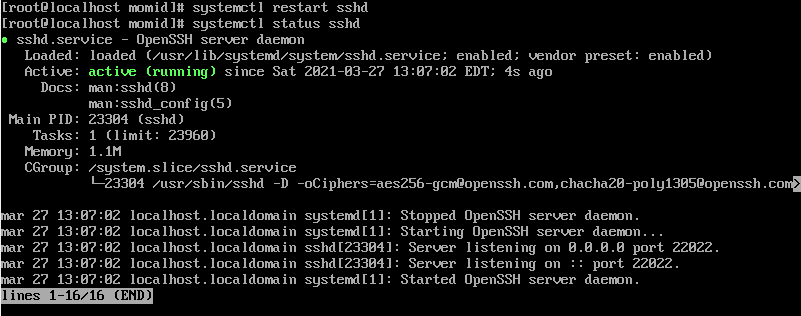 [root@localhost momid]# systemctl restart sshd
[root@localhost momid]# systemctl status sshd
● sshd.service - OpenSSH server daemon
   Loaded: loaded (/usr/lib/systemd/system/sshd.service; enabled; vendor preset: enabled)
   Active: active (running) since Sat 2021-03-27 13:07:02 EDT; 4s ago
     Docs: man:sshd(8)
           man:sshd_config(5)
 Main PID: 23304 (sshd)
    Tasks: 1 (limit: 23960)
   Memory: 1.1M
   CGroup: /system.slice/sshd.service
           └─23304 /usr/sbin/sshd -D -oCiphers=aes256-gcm@openssh.com,chacha20-poly1305@openssh.com>
mar 27 13:07:02 localhost.localdomain systemd[1]: Stopped OpenSSH server daemon.
mar 27 13:07:02 localhost.localdomain systemd[1]: Starting OpenSSH server daemon...
mar 27 13:07:02 localhost.localdomain sshd[23304]: Server listening on 0.0.0.0 port 22022.
mar 27 13:07:02 localhost.localdomain sshd[23304]: Server listening on :: port 22022.
mar 27 13:07:02 localhost.localdomain systemd[1]: Started OpenSSH server daemon.
lines 1-16/16 (END)